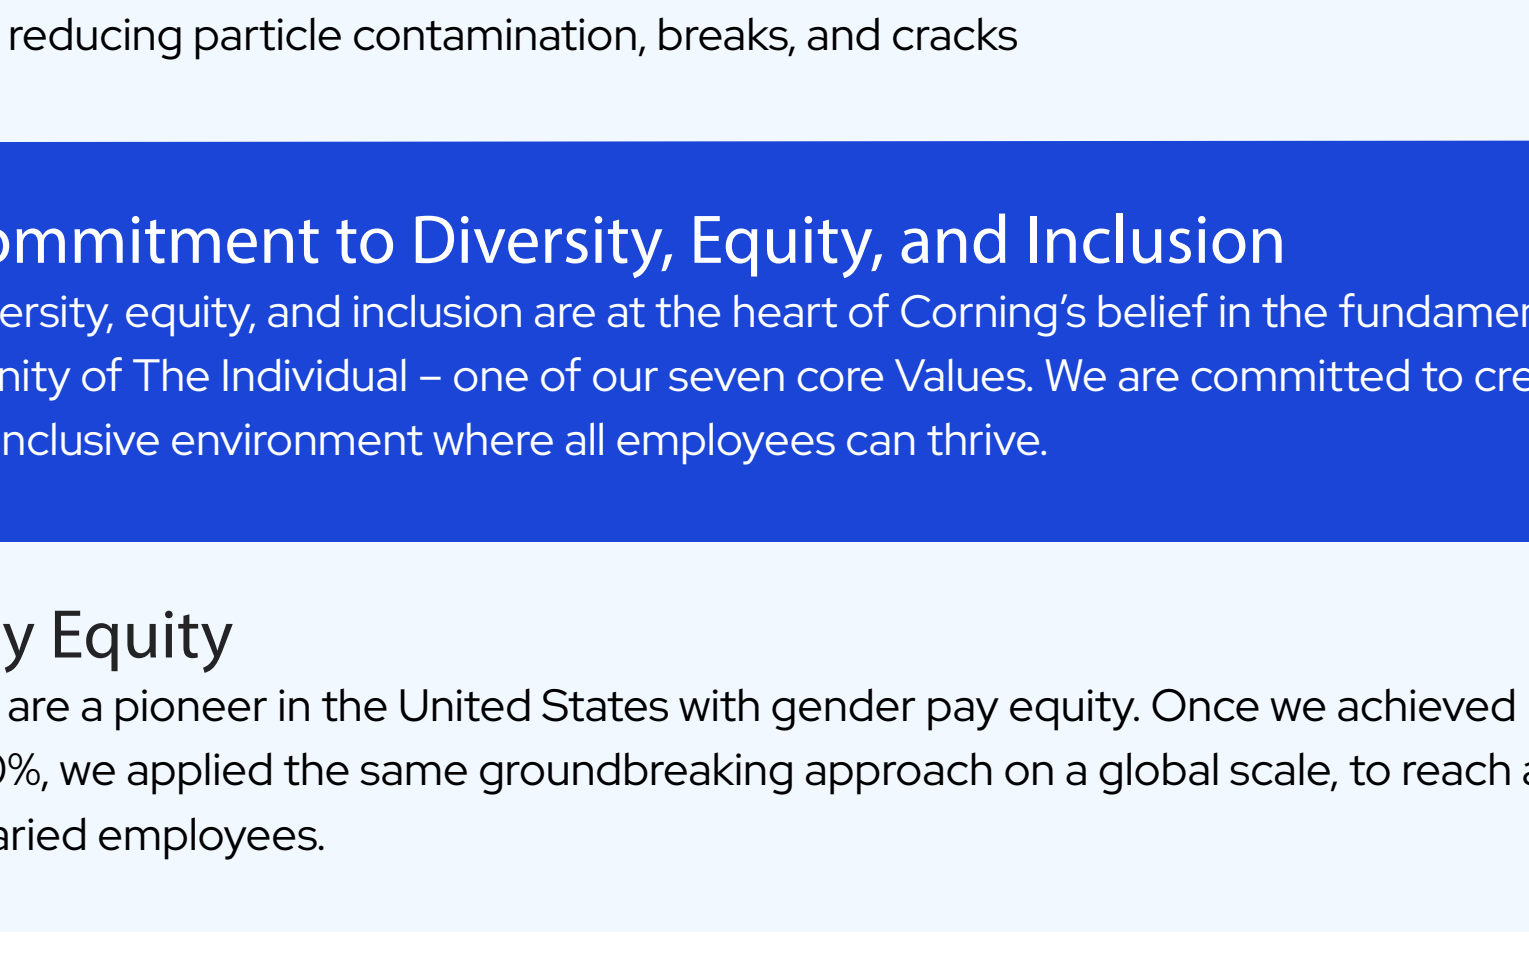 reducing particle contamination, breaks, and cracks
ommitment to Diversity, Equity, and Inclusion
ersity, equity, and inclusion are at the heart of Corning’s belief in the fundamen
nity of The Individual – one of our seven core Values. We are committed to cre
nclusive environment where all employees can thrive.
y Equity
are a pioneer in the United States with gender pay equity. Once we achieved
0%, we applied the same groundbreaking approach on a global scale, to reach a
aried employees.